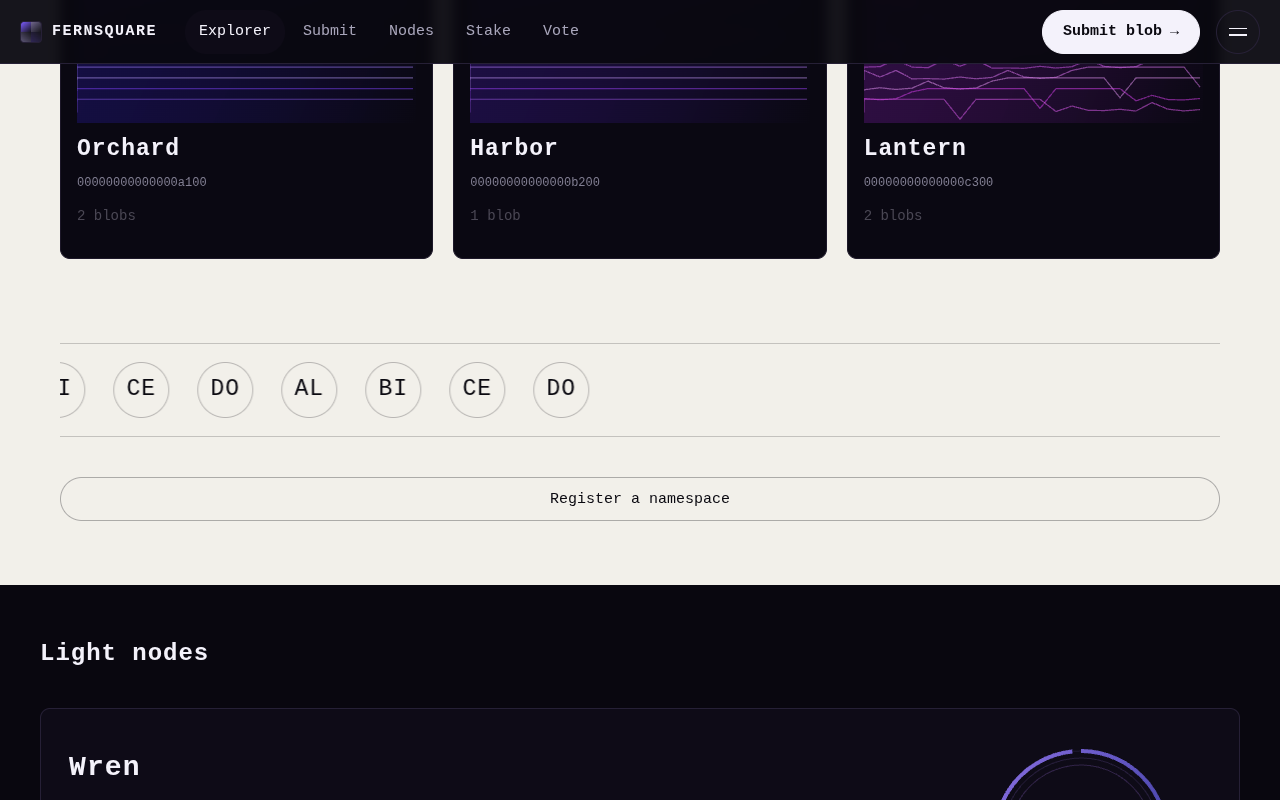 FERNSQUARE Explorer Submit Nodes Stake Vote Submit blob →
Orchard Harbor Lantern
00000000000000a100 00000000000000b200 00000000000000c300
2 blobs 1 blob 2 blobs
I CE DO AL BI CE DO
Register a namespace
Light nodes
Wren